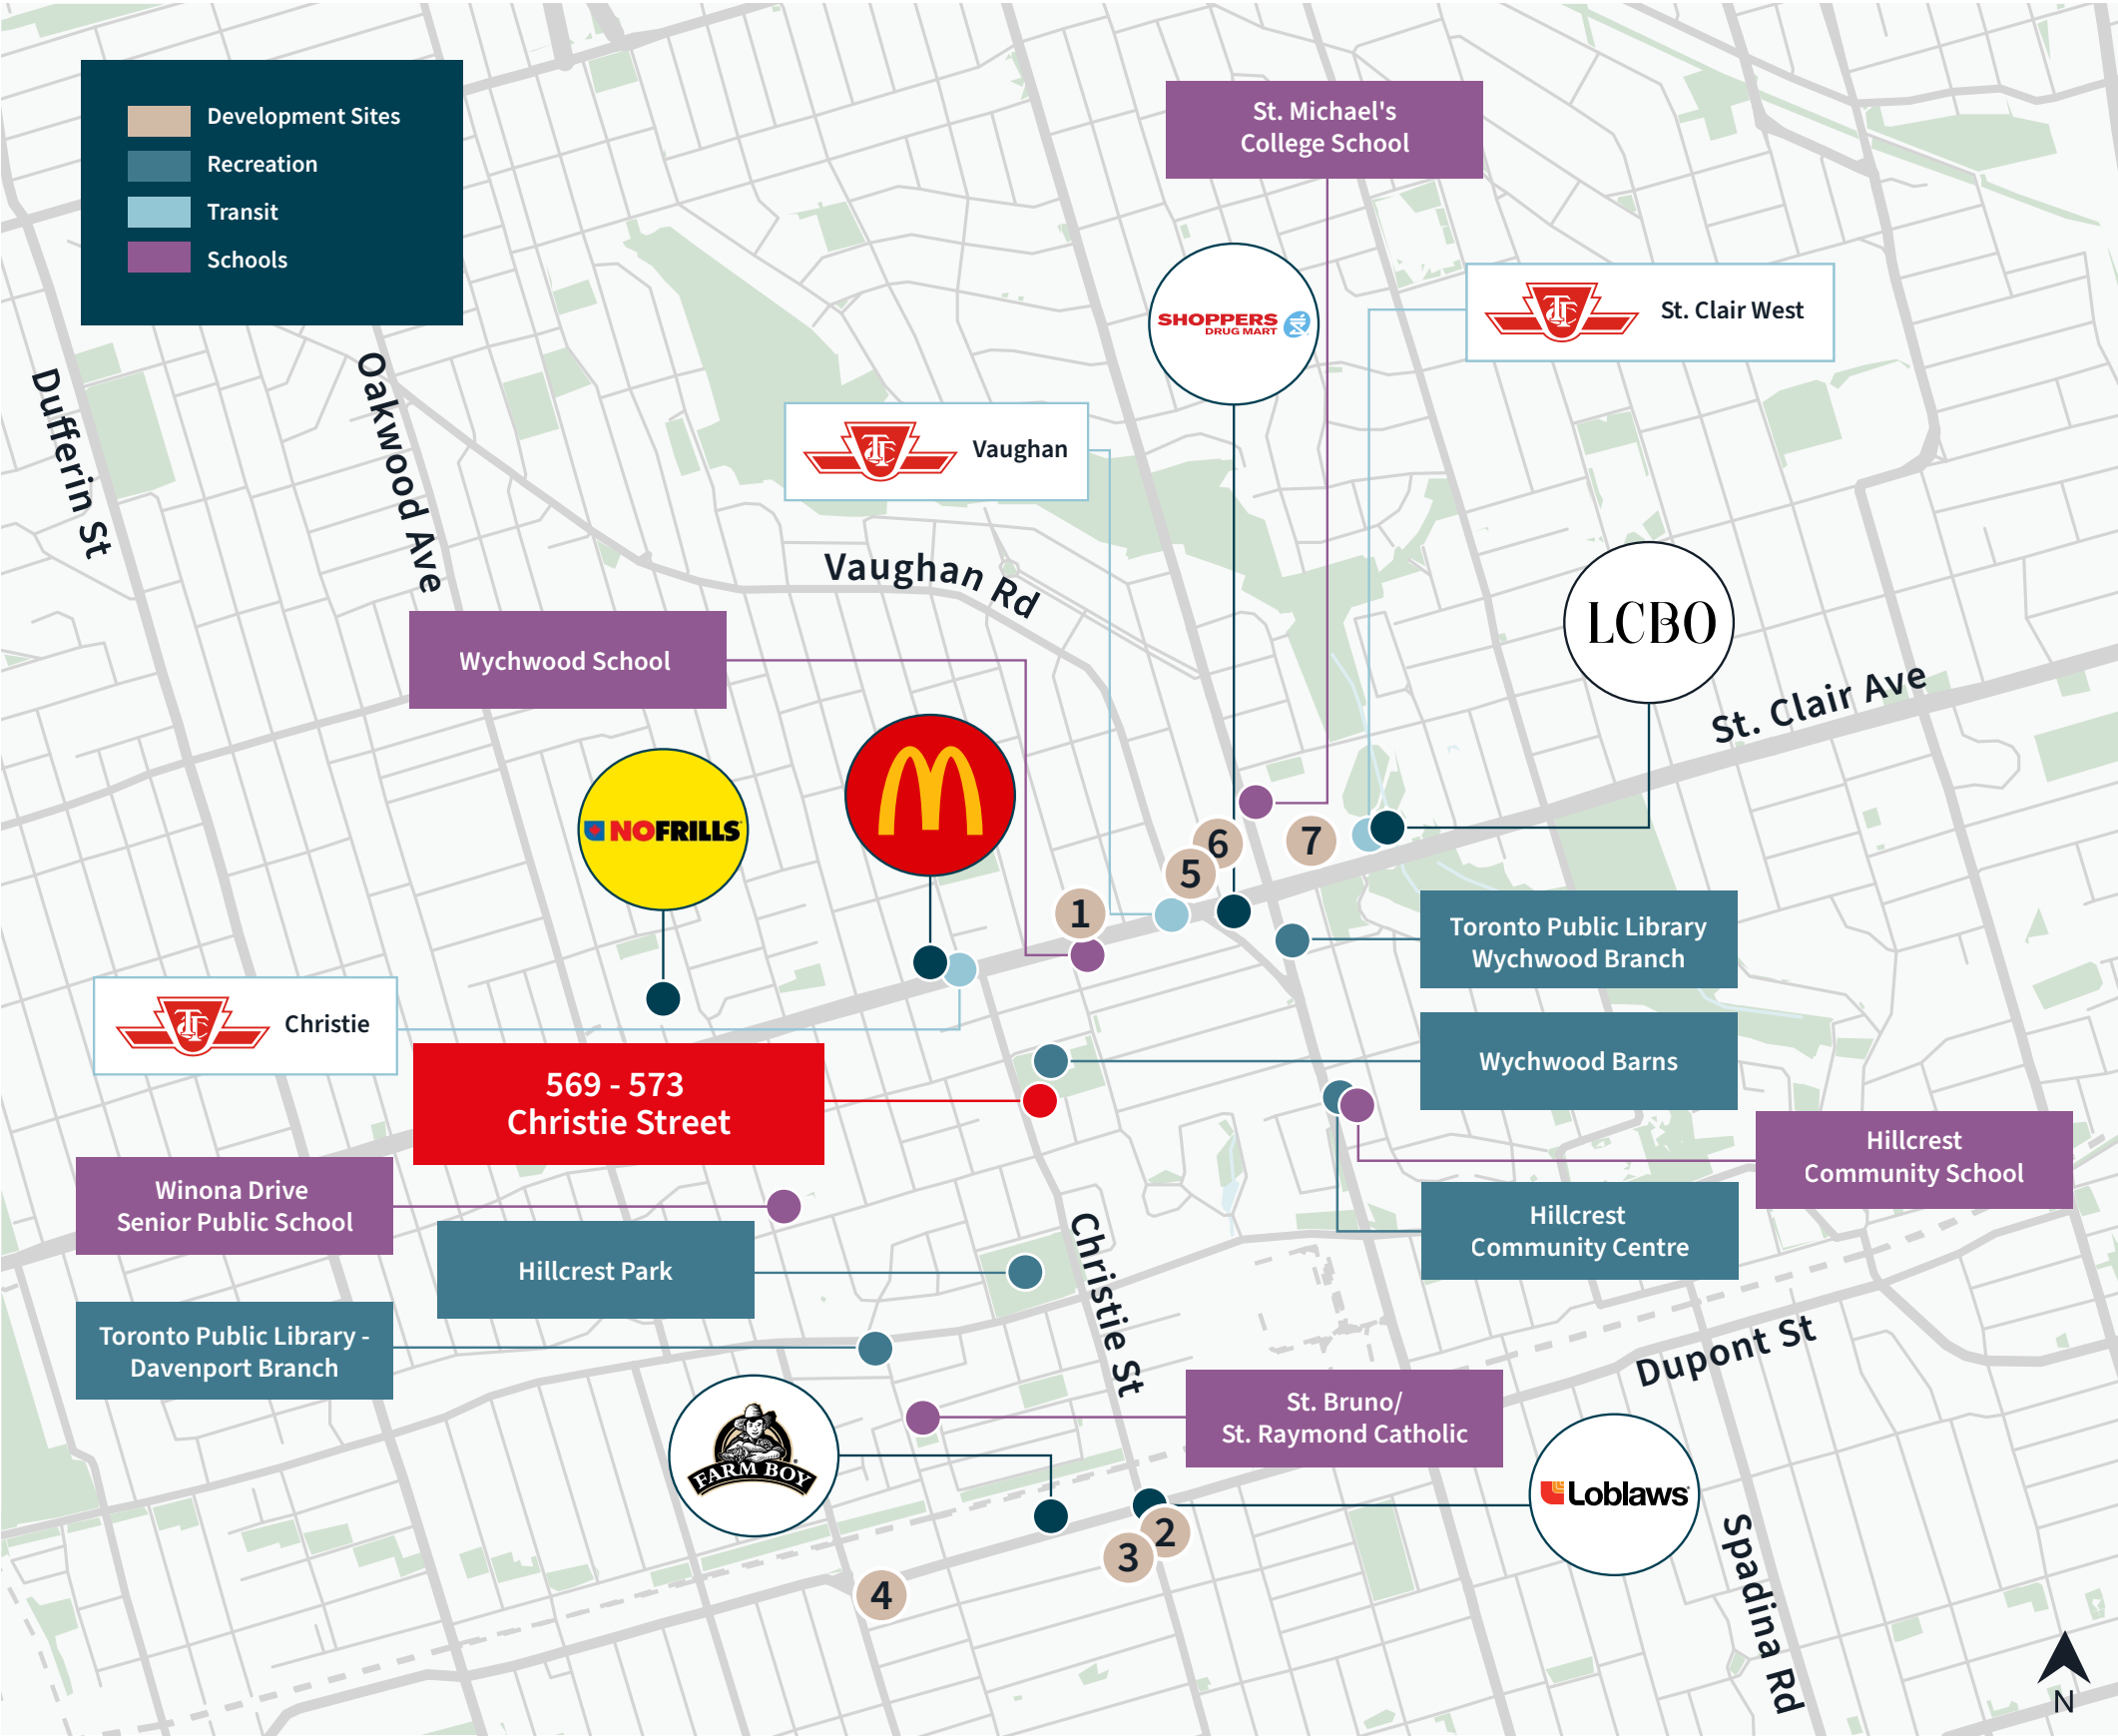 Development Sites
Recreation
Transit
Schools
St. Michael's
College School
SHOPPERS
DRUG MART
TTC
St. Clair West
Dufferin St
Oakwood Ave
TTC
Vaughan
Vaughan Rd
LCBO
Wychwood School
St. Clair Ave
NOFRILLS
6
7
5
1
Toronto Public Library
Wychwood Branch
TTC
Christie
569 - 573
Christie Street
Wychwood Barns
Hillcrest
Community School
Winona Drive
Senior Public School
Hillcrest
Community Centre
Hillcrest Park
Christie St
Toronto Public Library -
Davenport Branch
Dupont St
St. Bruno/
St. Raymond Catholic
FARM BOY
Loblaws
2
3
4
Spadina Rd
N